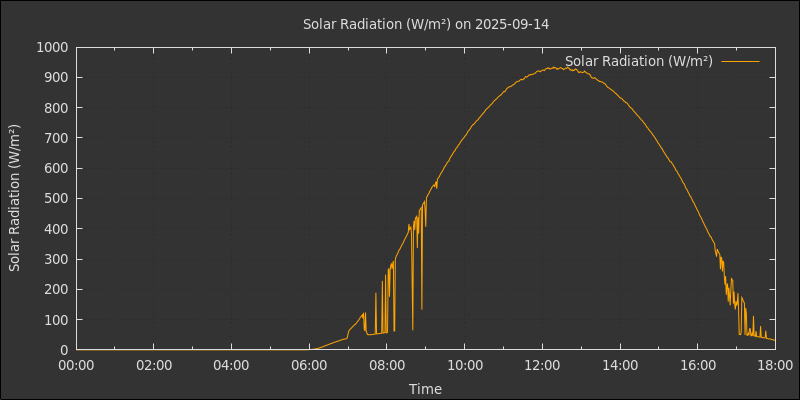 Solar Radiation (W/m²) on 2025-09-14
Solar Radiation (W/m²)
1000
900
800
700
600
500
400
300
200
100
0
Solar Radiation (W/m²)
00:00 02:00 04:00 06:00 08:00 10:00 12:00 14:00 16:00 18:00
Time